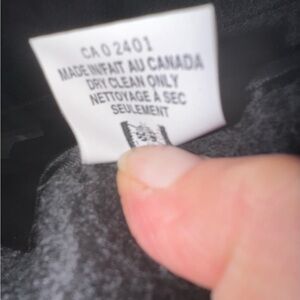 CA 02401
MADE IN FAIT AU CANADA
DRY CLEAN ONLY
NETTOYAGE A SEC
SEULEMENT